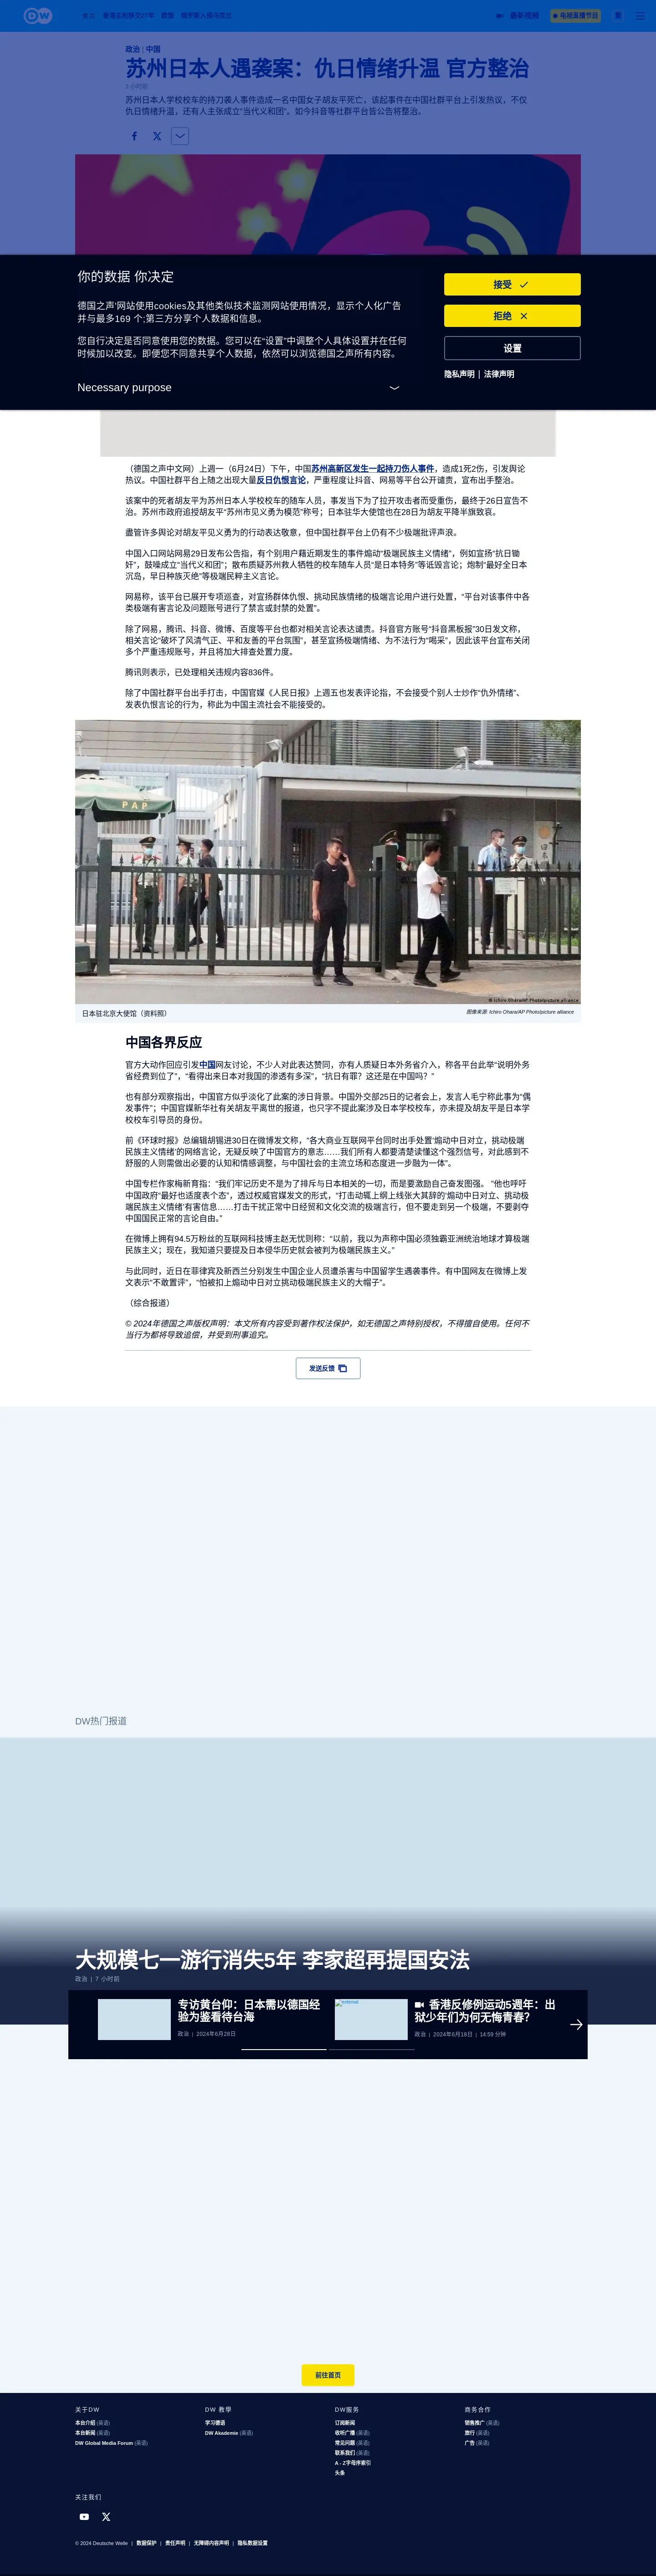 DW
热点 香港主权移交27年 欧盟 俄罗斯入侵乌克兰
最新视频
电视直播节目
政治 | 中国
苏州日本人遇袭案：仇日情绪升温 官方整治
3 小时前
苏州日本人学校校车的持刀袭人事件造成一名中国女子胡友平死亡，该起事件在中国社群平台上引发热议，不仅
仇日情绪升温，还有人主张成立“当代义和团”。如今抖音等社群平台皆公告将整治。
你的数据 你决定
德国之声'网站使用cookies及其他类似技术监测网站使用情况，显示个人化广告
并与最多169 个;第三方分享个人数据和信息。
您自行决定是否同意使用您的数据。您可以在“设置”中调整个人具体设置并在任何
时候加以改变。即便您不同意共享个人数据，依然可以浏览德国之声所有内容。
Necessary purpose
接受
拒绝
设置
隐私声明 | 法律声明
（德国之声中文网）上週一（6月24日）下午，中国苏州高新区发生一起持刀伤人事件，造成1死2伤，引发舆论
热议。中国社群平台上随之出现大量反日仇恨言论，严重程度让抖音、网易等平台公开谴责，宣布出手整治。
该案中的死者胡友平为苏州日本人学校校车的随车人员，事发当下为了拉开攻击者而受重伤，最终于26日宣告不
治。苏州市政府追授胡友平“苏州市见义勇为模范”称号；日本驻华大使馆也在28日为胡友平降半旗致哀。
盡管许多舆论对胡友平见义勇为的行动表达敬意，但中国社群平台上仍有不少极端批评声浪。
中国入口网站网易29日发布公告指，有个别用户藉近期发生的事件煽动“极端民族主义情绪”，例如宣扬“抗日锄
奸”，鼓噪成立“当代义和团”；散布质疑苏州救人牺牲的校车随车人员“是日本特务”等诋毁言论；炮制“最好全日本
沉岛，早日种族灭绝”等极端民粹主义言论。
网易称，该平台已展开专项巡查，对宣扬群体仇恨、挑动民族情绪的极端言论用户进行处置，“平台对该事件中各
类极端有害言论及问题账号进行了禁言或封禁的处置”。
除了网易，腾讯、抖音、微博、百度等平台也都对相关言论表达谴责。抖音官方账号“抖音黑板报”30日发文称，
相关言论“破坏了风清气正、平和友善的平台氛围”，甚至宣扬极端情绪、为不法行为“喝采”，因此该平台宣布关闭
多个严重违规账号，并且将加大排查处置力度。
腾讯则表示，已处理相关违规内容836件。
除了中国社群平台出手打击，中国官媒《人民日报》上週五也发表评论指，不会接受个别人士炒作“仇外情绪”、
发表仇恨言论的行为，称此为中国主流社会不能接受的。
PAP
© Ichiro Ohara/AP Photo/picture alliance
日本驻北京大使馆（资料照）
图像来源: Ichiro Ohara/AP Photo/picture alliance
中国各界反应
官方大动作回应引发中国网友讨论，不少人对此表达赞同，亦有人质疑日本外务省介入，称各平台此举“说明外务
省经费到位了”，“看得出来日本对我国的渗透有多深”，“抗日有罪？这还是在中国吗？”
也有部分观察指出，中国官方似乎淡化了此案的涉日背景。中国外交部25日的记者会上，发言人毛宁称此事为“偶
发事件”；中国官媒新华社有关胡友平离世的报道，也只字不提此案涉及日本学校校车，亦未提及胡友平是日本学
校校车引导员的身份。
前《环球时报》总编辑胡锡进30日在微博发文称，“各大商业互联网平台同时出手处置‘煽动中日对立，挑动极端
民族主义情绪’的网络言论，无疑反映了中国官方的意志……我们所有人都要清楚读懂这个强烈信号，对此感到不
舒服的人则需做出必要的认知和情感调整，与中国社会的主流立场和态度进一步融为一体”。
中国专栏作家梅新育指：“我们牢记历史不是为了排斥与日本相关的一切，而是要激励自己奋发图强。 ”他也呼吁
中国政府“最好也适度表个态”，透过权威官媒发文的形式，“打击动辄上纲上线张大其辞的‘煽动中日对立、挑动极
端民族主义情绪’有害信息……打击干扰正常中日经贸和文化交流的极端言行，但不要走到另一个极端，不要剥夺
中国国民正常的言论自由。”
在微博上拥有94.5万粉丝的互联网科技博主赵无忧则称：“以前，我以为声称中国必须独霸亚洲统治地球才算极端
民族主义；现在，我知道只要提及日本侵华历史就会被判为极端民族主义。”
与此同时，近日在菲律宾及新西兰分别发生中国企业人员遭杀害与中国留学生遇袭事件。有中国网友在微博上发
文表示“不敢置评”，“怕被扣上煽动中日对立挑动极端民族主义的大帽子”。
（综合报道）
© 2024年德国之声版权声明：本文所有内容受到著作权法保护，如无德国之声特别授权，不得擅自使用。任何不
当行为都将导致追偿，并受到刑事追究。
发送反馈
DW热门报道
大规模七一游行消失5年 李家超再提国安法
政治 | 7 小时前
专访黄台仰：日本需以德国经
验为鉴看待台海
政治 | 2024年6月28日
external
香港反修例运动5週年：出
狱少年们为何无悔青春？
政治 | 2024年6月18日 | 14:59 分钟
前往首页
关于DW
本台介绍 (英语)
本台新闻 (英语)
DW Global Media Forum (英语)
DW 教學
学习德语
DW Akademie (英语)
DW服务
订阅新闻
收听广播 (英语)
常见问题 (英语)
联系我们 (英语)
A - Z字母序索引
头条
商务合作
销售推广 (英语)
旅行 (英语)
广告 (英语)
关注我们
© 2024 Deutsche Welle | 数据保护 | 责任声明 | 无障碍内容声明 | 隐私数据设置